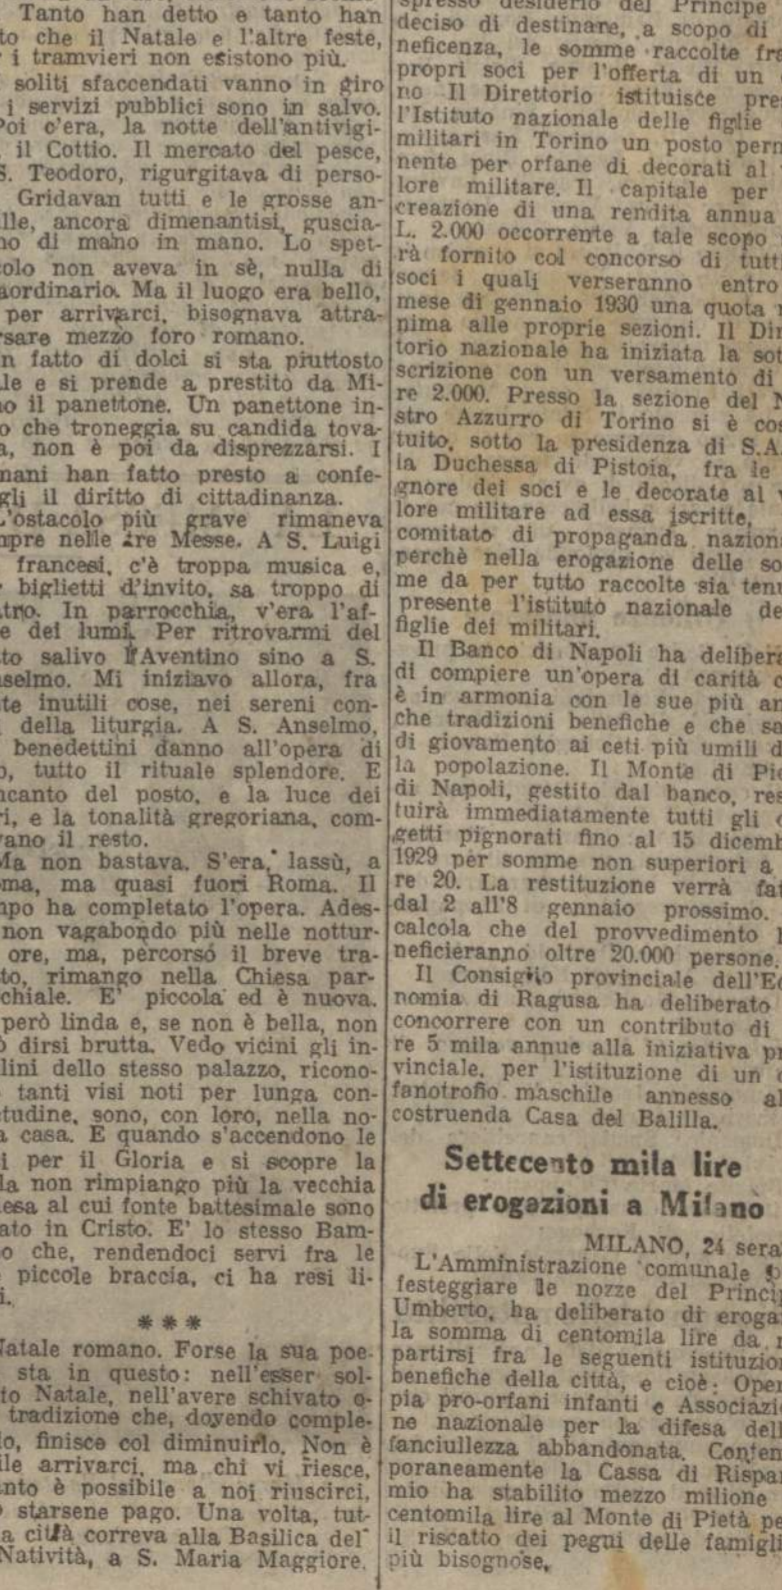 Tanto han detto e tanto han
to che il Natale e l'altre feste,
i tramvieri non esistono più.
soliti sfaccendati vanno in giro
i servizi pubblici sono in salvo.
Poi c'era, la notte dell'antivigi-
il Cottio. Il mercato del pesce,
S. Teodoro, rigurgitava di perso-
Gridavan tutti e le grosse an-
lle, ancora dimenantisi, guscia-
no di mano in mano. Lo spet-
olo non aveva in sè, nulla di
aordinario. Ma il luogo era bello,
per arrivarci, bisognava attra-
rsare mezzo foro romano.
n fatto di dolci si sta piuttosto
le e si prende a prestito da Mi-
no il panettone. Un panettone in-
o che troneggia su candida tova-
a, non è poi da disprezzarsi. I
mani han fatto presto a confe-
gli il diritto di cittadinanza.
L'ostacolo più grave rimaneva
mpre nelle tre Messe. A S. Luigi
francesi, c'è troppa musica e,
biglietti d'invito, sa troppo di
tro. In parrocchia, v'era l'af-
e dei lumi. Per ritrovarmi del
to salivo l'Aventino sino a S.
nselmo. Mi iniziavo allora, fra
te inutili cose, nei sereni con-
della liturgia. A S. Anselmo,
benedettini danno all'opera di
o, tutto il rituale splendore. E
ncanto del posto, e la luce dei
ri, e la tonalità gregoriana, com-
vano il resto.
Ma non bastava. S'era, lassù, a
oma, ma quasi fuori Roma. Il
mpo ha completato l'opera. Ades-
non vagabondo più nelle nottur-
ore, ma, percorso il breve tra-
to, rimango nella Chiesa par-
cchiale. E' piccola ed è nuova.
però linda e, se non è bella, non
ò dirsi brutta. Vedo vicini gli in-
lini dello stesso palazzo, ricono-
tanti visi noti per lunga con-
etudine, sono, con loro, nella no-
a casa. E quando s'accendono le
i per il Gloria e si scopre la
la non rimpiango più la vecchia
esa al cui fonte battesimale sono
ato in Cristo. E' lo stesso Bam-
o che, rendendoci servi fra le
piccole braccia, ci ha resi li-
i.
***
Natale romano. Forse la sua poe-
sta in questo: nell'esser sol-
to Natale, nell'avere schivato o-
tradizione che, dovendo comple-
lo, finisce col diminuirlo. Non è
ile arrivarci, ma chi vi riesce,
nto è possibile a noi riuscirci,
starsene pago. Una volta, tut-
a città correva alla Basilica del
Natività, a S. Maria Maggiore.
spresso desiderio del Principe
deciso di destinare, a scopo di
neficenza, le somme raccolte fra
propri soci per l'offerta di un
no Il Direttorio istituisce pre
l'Istituto nazionale delle figlie
militari in Torino un posto perm
nente per orfane di decorati al
lore militare. Il capitale per
creazione di una rendita annua
L. 2.000 occorrente a tale scopo
rà fornito col concorso di tutti
soci i quali verseranno entro
mese di gennaio 1930 una quota
nima alle proprie sezioni. Il Dir
torio nazionale ha iniziata la sot
scrizione con un versamento di
re 2.000. Presso la sezione del N
stro Azzurro di Torino si è cos
tuito, sotto la presidenza di S.A.
la Duchessa di Pistoia, fra le
gnore dei soci e le decorate al v
lore militare ad essa iscritte,
comitato di propaganda nazion
perchè nella erogazione delle so
me da per tutto raccolte sia tenu
presente l'istituto nazionale de
figlie dei militari.
Il Banco di Napoli ha delibera
di compiere un'opera di carità c
è in armonia con le sue più an
che tradizioni benefiche e che sa
di giovamento ai ceti più umili d
la popolazione. Il Monte di Pie
di Napoli, gestito dal banco, res
tuirà immediatamente tutti gli
getti pignorati fino al 15 dicemb
1929 per somme non superiori a
re 20. La restituzione verrà fat
dal 2 all'8 gennaio prossimo.
calcola che del provvedimento
neficieranno oltre 20.000 persone.
Il Consiglio provinciale dell'Ec
nomia di Ragusa ha deliberato
concorrere con un contributo di
re 5 mila annue alla iniziativa pr
vinciale, per l'istituzione di un
fanotrofio maschile annesso al
costruenda Casa del Balilla.
Settecento mila lire
di erogazioni a Milano
MILANO, 24 sera
L'Amministrazione comunale p
festeggiare le nozze del Princip
Umberto, ha deliberato di eroga
la somma di centomila lire da r
partirsi fra le seguenti istituzion
benefiche della città, e cioè: Oper
pia pro-orfani infanti e Associazio
ne nazionale per la difesa dell
fanciullezza abbandonata. Conten
poraneamente la Cassa di Rispar
mio ha stabilito mezzo milione
centomila lire al Monte di Pietà pe
il riscatto dei pegni delle famigli
più bisognose.